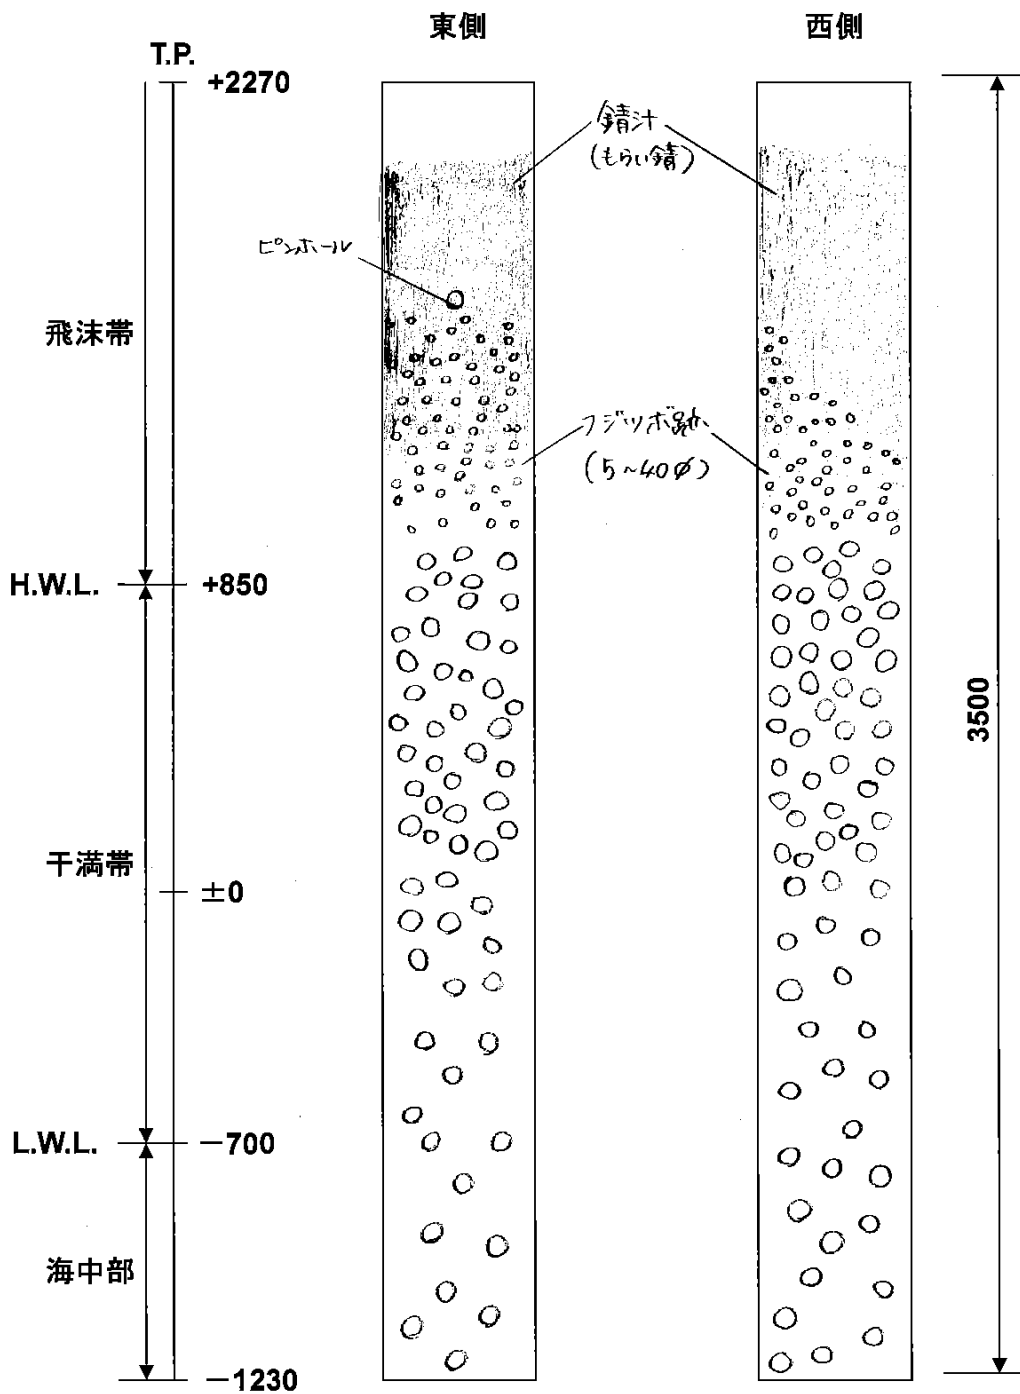 東側
西側
T.P.
+2270
錆汁
(もらい錆)
ピンホール
飛沫帯
フジツボ跡
(5~40φ)
H.W.L.
+850
3500
干満帯
±0
L.W.L.
−700
海中部
−1230